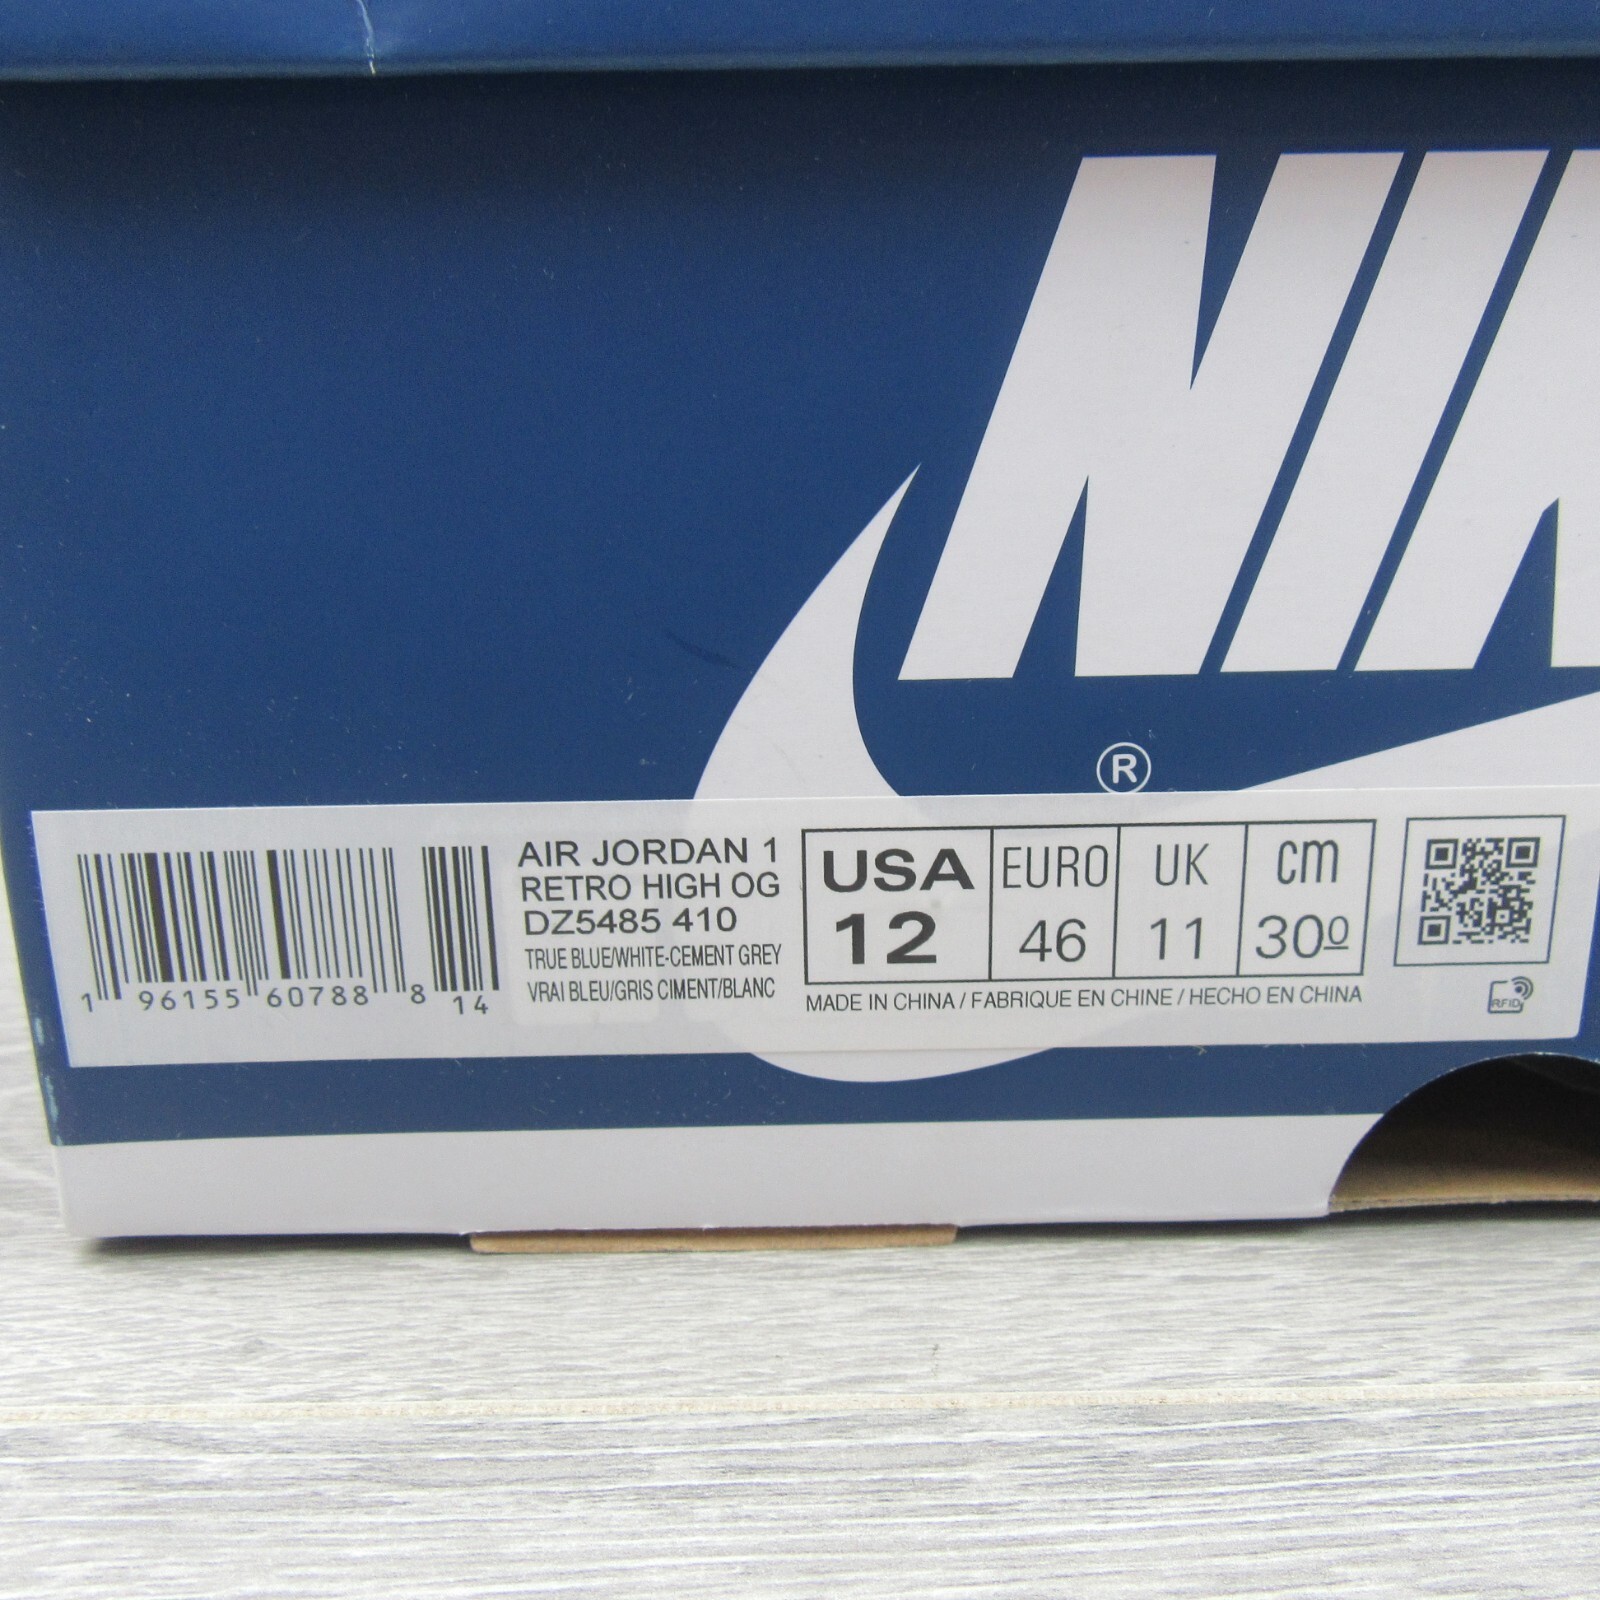 NIK
®
AIR JORDAN 1
RETRO HIGH OG
DZ5485 410
TRUE BLUE/WHITE-CEMENT GREY
VRAI BLEU/GRIS CIMENT/BLANC
1 96155 60788 8 14
USA EURO UK cm
12 46 11 300
MADE IN CHINA / FABRIQUE EN CHINE / HECHO EN CHINA
RFID